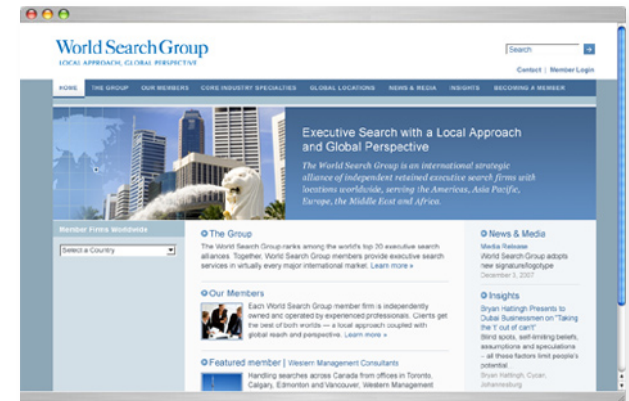 World Search Group
LOCAL APPROACH, GLOBAL PERSPECTIVE
Search
Contact | Member Login
HOME THE GROUP OUR MEMBERS CORE INDUSTRY SPECIALTIES GLOBAL LOCATIONS NEWS & MEDIA INSIGHTS BECOMING A MEMBER
Executive Search with a Local Approach
and Global Perspective
The World Search Group is an international strategic
alliance of independent retained executive search firms with
locations worldwide, serving the Americas, Asia Pacific,
Europe, the Middle East and Africa.
Member Firms Worldwide
Select a Country
The Group
The World Search Group ranks among the world's top 20 executive search
alliances. Together, World Search Group members provide executive search
services in virtually every major international market. Learn more »
Our Members
Each World Search Group member firm is independently
owned and operated by experienced professionals. Clients get
the best of both worlds — a local approach coupled with
global reach and perspective. Learn more »
Featured member | Western Management Consultants
Handling searches across Canada from offices in Toronto,
Calgary, Edmonton and Vancouver, Western Management
News & Media
Media Release
World Search Group adopts
new signature/logotype
December 3, 2007
Insights
Bryan Hattingh Presents to
Dubai Businessmen on "Taking
the 't' out of can't"
Blind spots, self-limiting beliefs,
assumptions and speculations
– all these factors limit people's
potential...
Bryan Hattingh, Cycan,
Johannesburg